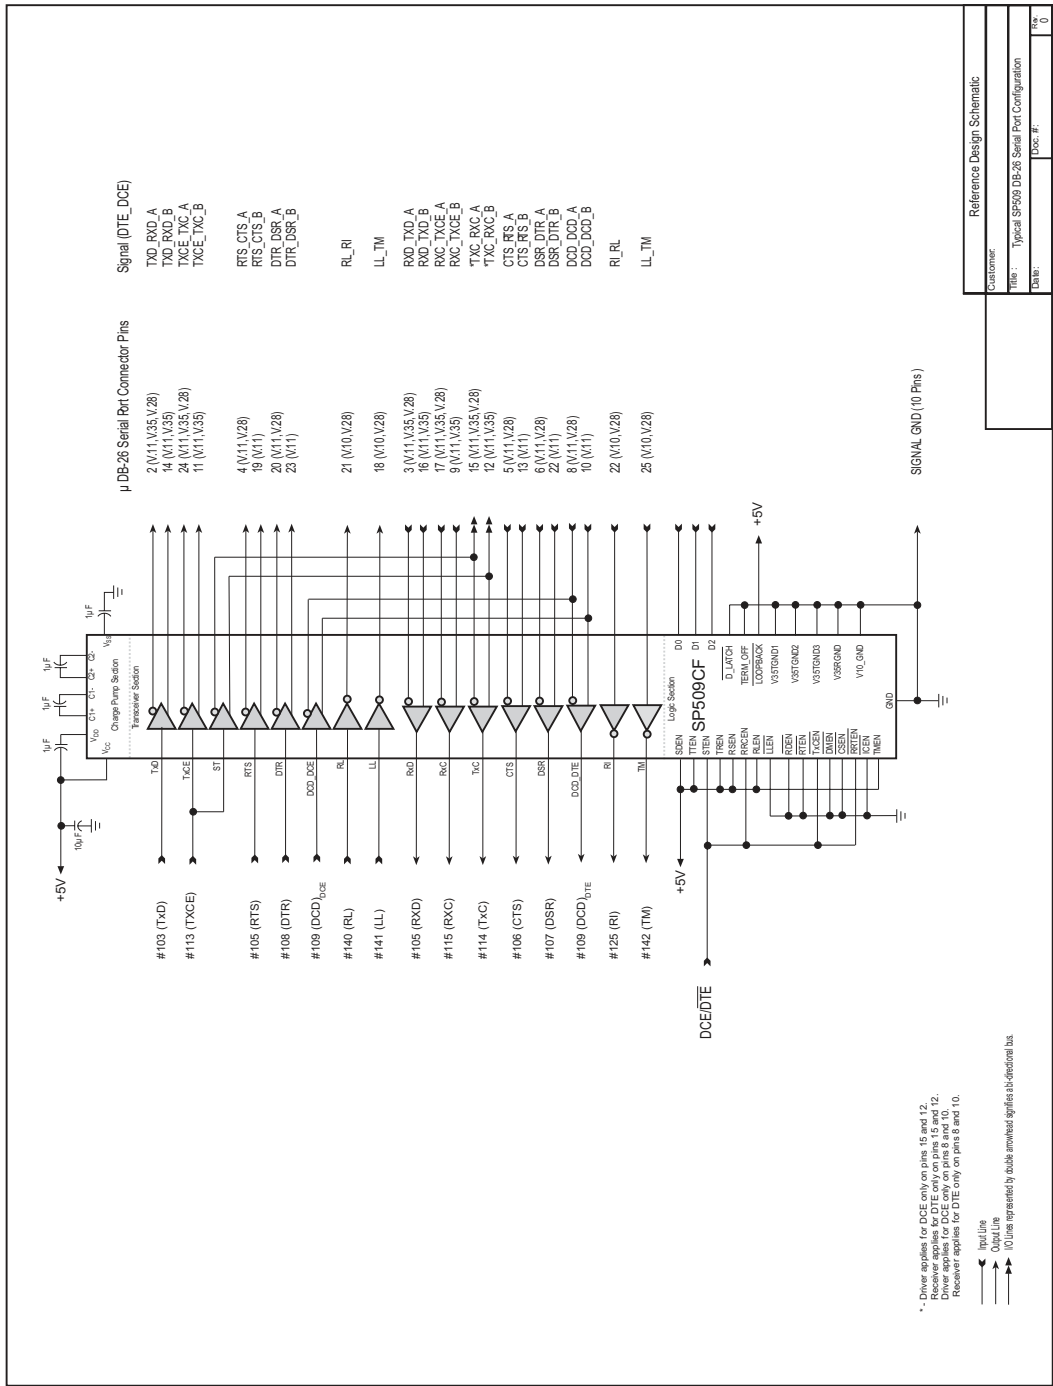 +5V
10µF
1µF
1µF
1µF
1µF
VCC
VDD
C1+
C1-
C2+
C2-
VSS
Charge Pump Section
Transceiver Section
µ DB-26 Serial Port Connector Pins
Signal (DTE_DCE)
#103 (TxD)
TxD
2 (V.11, V.35, V.28)
TXD_RXD_A
14 (V.11, V.35)
TXD_RXD_B
#113 (TXCE)
TxCE
24 (V.11, V.35, V.28)
TXCE_TXC_A
11 (V.11, V.35)
TXCE_TXC_B
ST
#105 (RTS)
RTS
4 (V.11, V.28)
RTS_CTS_A
19 (V.11)
RTS_CTS_B
#108 (DTR)
DTR
20 (V.11, V.28)
DTR_DSR_A
23 (V.11)
DTR_DSR_B
#109 (DCD)DCE
DCD_DCE
#140 (RL)
RL
21 (V.10, V.28)
RL_RI
#141 (LL)
LL
18 (V.10, V.28)
LL_TM
#105 (RXD)
RxD
3 (V.11, V.35, V.28)
RXD_TXD_A
16 (V.11, V.35)
RXD_TXD_B
#115 (RXC)
RxC
17 (V.11, V.35, V.28)
RXC_TXCE_A
9 (V.11, V.35)
RXC_TXCE_B
#114 (TxC)
TxC
15 (V.11, V.35, V.28)
*TXC_RXC_A
12 (V.11, V.35)
*TXC_RXC_B
#106 (CTS)
CTS
5 (V.11, V.28)
CTS_RTS_A
13 (V.11)
CTS_RTS_B
#107 (DSR)
DSR
6 (V.11, V.28)
DSR_DTR_A
22 (V.11)
DSR_DTR_B
#109 (DCD)DTE
DCD_DTE
8 (V.11, V.28)
DCD_DCD_A
10 (V.11)
DCD_DCD_B
#125 (RI)
RI
22 (V.10, V.28)
RI_RL
#142 (TM)
TM
25 (V.10, V.28)
LL_TM
Logic Section
SP509CF
+5V
DCE/DTE
SDEN
TTEN
STEN
TREN
RSEN
RRCEN
RLEN
LLEN
RDEN
RTEN
TxCEN
DMEN
CSEN
RRTEN
ICEN
TMEN
D0
D1
D2
D_LATCH
TERM_OFF
LOOPBACK
V35TGND1
V35TGND2
V35TGND3
V35RGND
V10_GND
GND
+5V
SIGNAL GND (10 Pins)
* - Driver applies for DCE only on pins 15 and 12.
Receiver applies for DTE only on pins 15 and 12.
Driver applies for DCE only on pins 8 and 10.
Receiver applies for DTE only on pins 8 and 10.
Input Line
Output Line
I/O Lines represented by double arrowhead signifies a bi-directional bus.
Reference Design Schematic
Customer:
Title : Typical SP509 DB-26 Serial Port Configuration
Date:
Doc. #:
Rev.
0